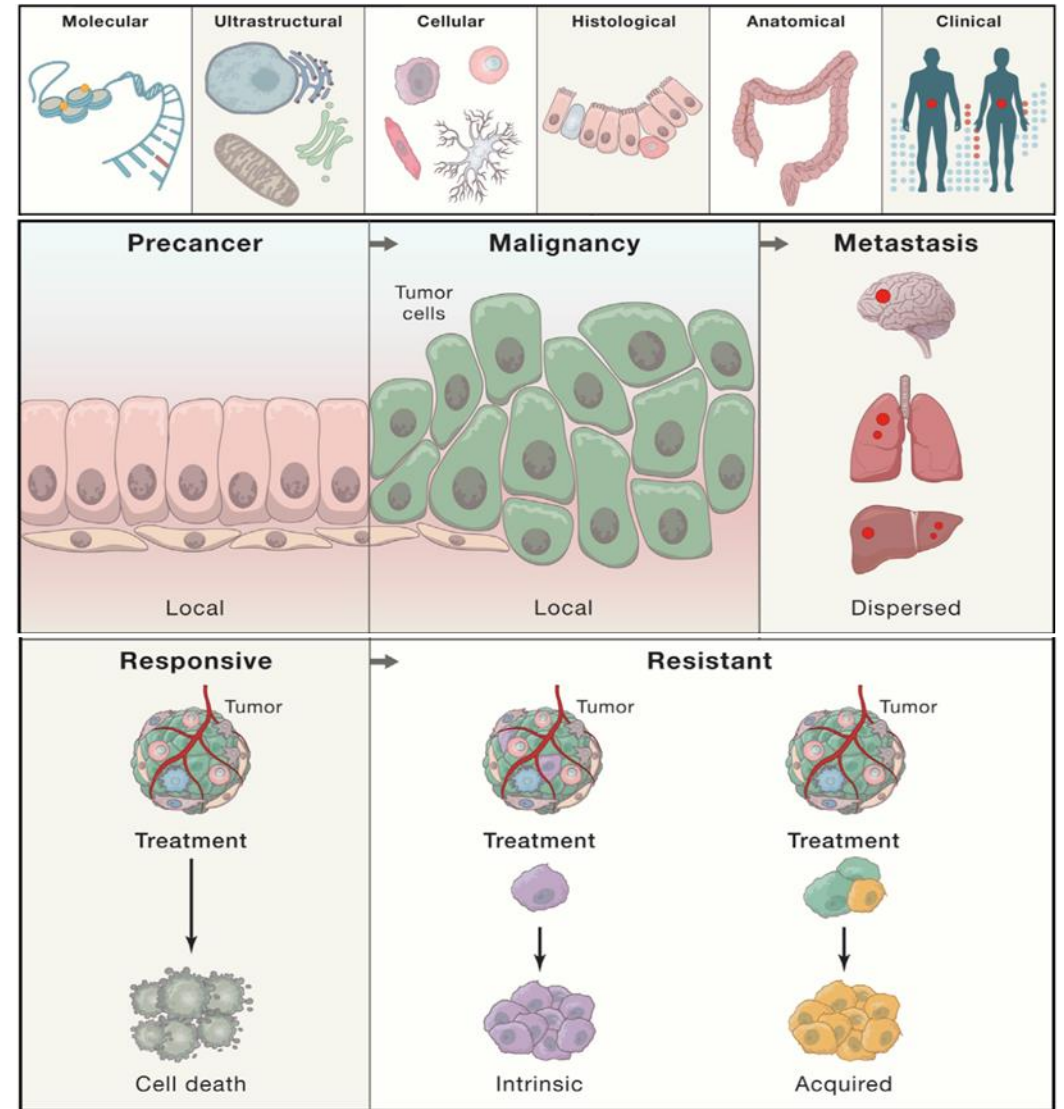 Molecular
Ultrastructural
Cellular
Histological
Anatomical
Clinical
Precancer
Malignancy
Metastasis
Tumor
cells
Local
Local
Dispersed
Responsive
Resistant
Tumor
Tumor
Tumor
Treatment
Treatment
Treatment
Cell death
Intrinsic
Acquired